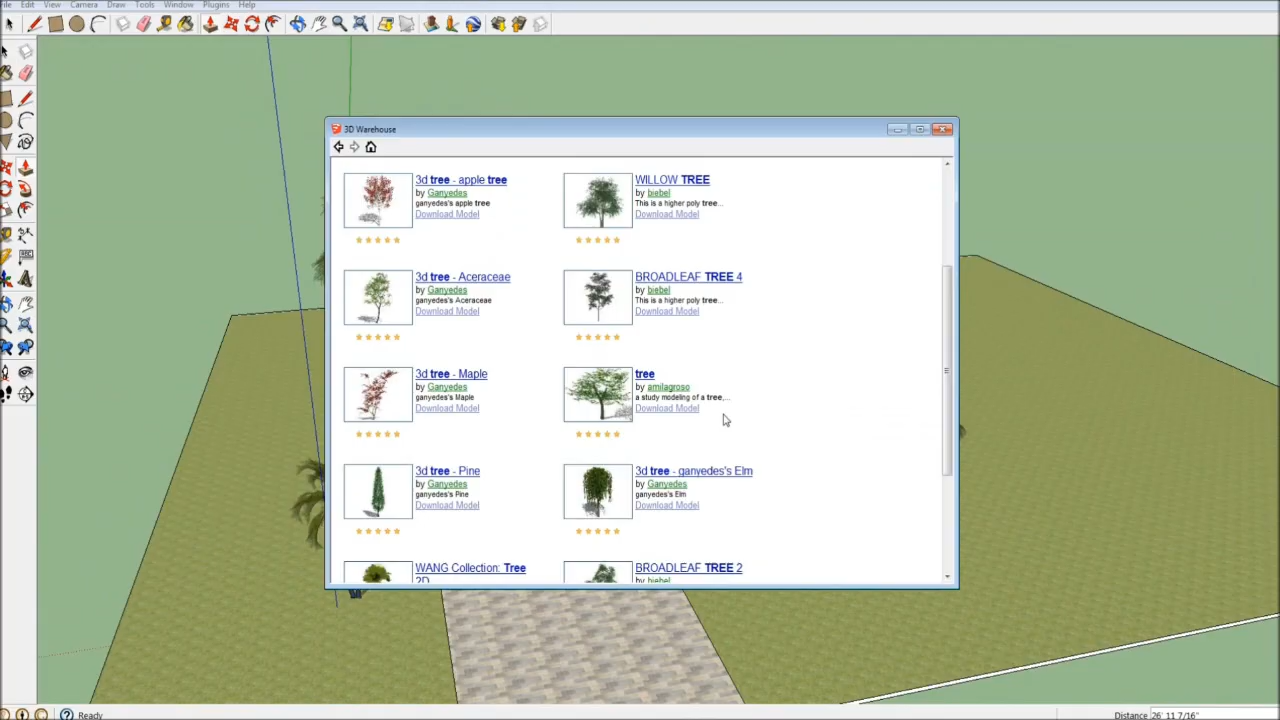 File Edit View Camera Draw Tools Window Plugins Help
3D Warehouse
3d tree - apple tree
by Ganyedes
ganyedes's apple tree
Download Model
WILLOW TREE
by biebel
This is a higher poly tree...
Download Model
3d tree - Aceraceae
by Ganyedes
ganyedes's Aceraceae
Download Model
BROADLEAF TREE 4
by biebel
This is a higher poly tree...
Download Model
3d tree - Maple
by Ganyedes
ganyedes's Maple
Download Model
tree
by amilagroso
a study modeling of a tree,...
Download Model
3d tree - Pine
by Ganyedes
ganyedes's Pine
Download Model
3d tree - ganyedes's Elm
by Ganyedes
ganyedes's Elm
Download Model
WANG Collection: Tree
2D
BROADLEAF TREE 2
by biebel
Ready
Distance 26' 11 7/16"